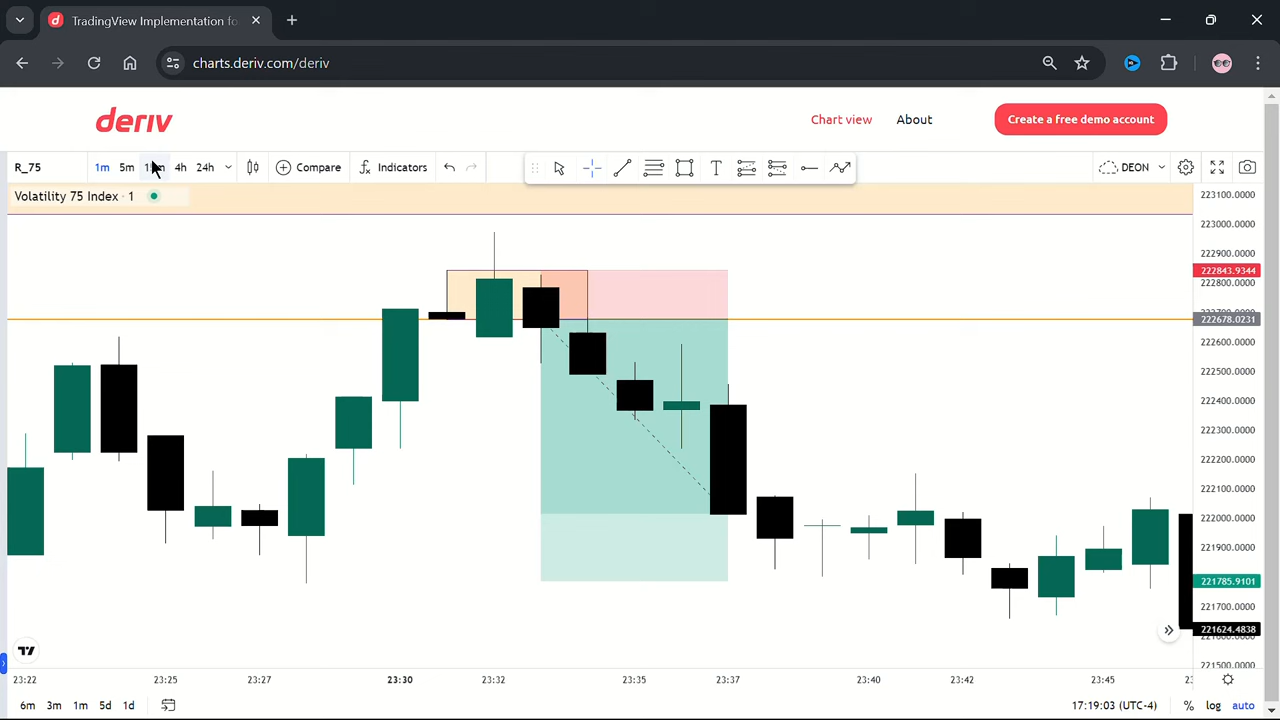 TradingView Implementation fo
charts.deriv.com/deriv
deriv
Chart view
About
Create a free demo account
R_75
1m 5m 4h 24h
Compare
Indicators
T
DEON
Volatility 75 Index · 1
223100.0000
223000.0000
222900.0000
222843.9344
222800.0000
222678.0231
222600.0000
222500.0000
222400.0000
222300.0000
222200.0000
222100.0000
222000.0000
221900.0000
221785.9101
221700.0000
221624.4838
221500.0000
23:22 23:25 23:27 23:30 23:32 23:35 23:37 23:40 23:42 23:45
6m 3m 1m 5d 1d
17:19:03 (UTC-4)
% log auto